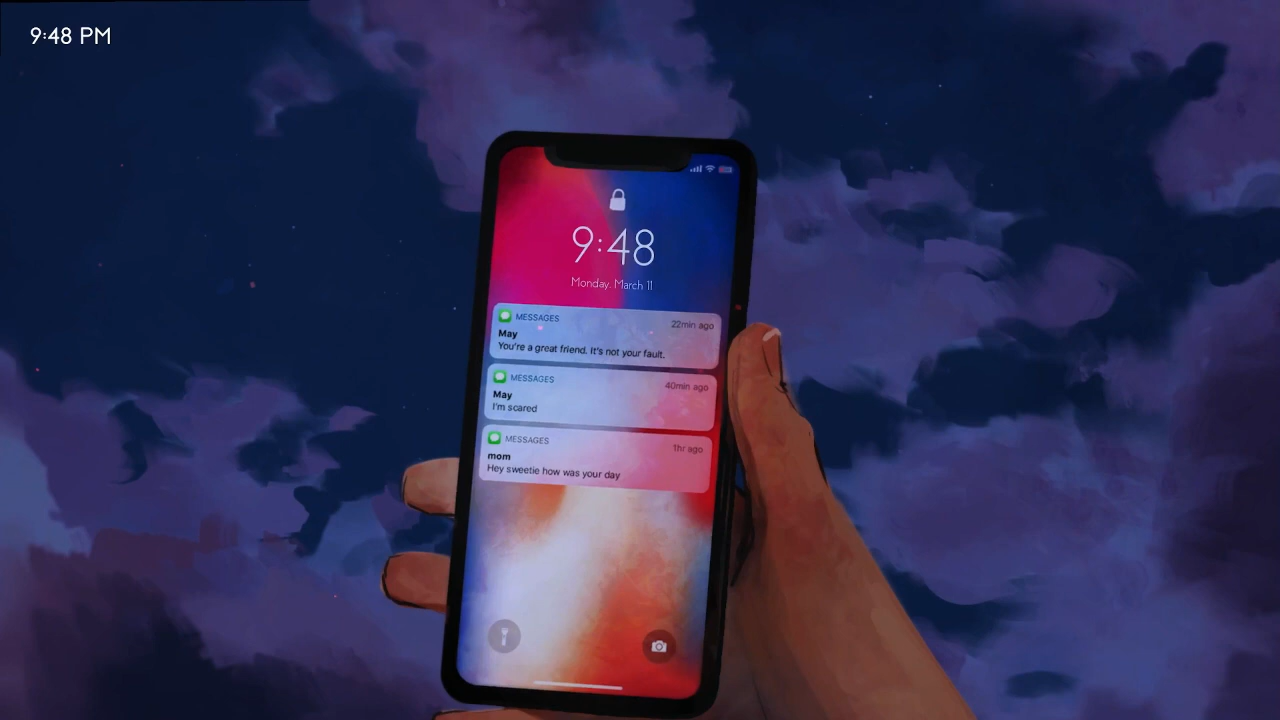 9:48 PM
9:48
Monday, March 11
MESSAGES
22min ago
May
You're a great friend. It's not your fault.
MESSAGES
40min ago
May
I'm scared
MESSAGES
1hr ago
mom
Hey sweetie how was your day